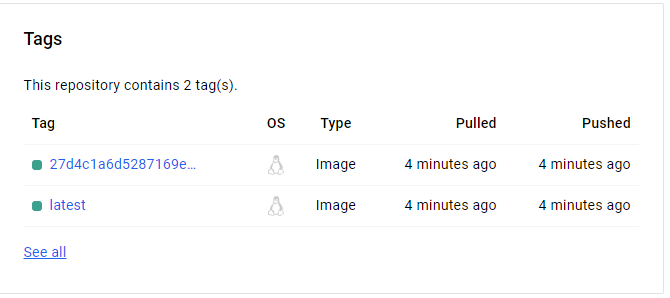 Tags
This repository contains 2 tag(s).
Tag OS Type Pulled Pushed
27d4c1a6d5287169e... Image 4 minutes ago 4 minutes ago
latest Image 4 minutes ago 4 minutes ago
See all